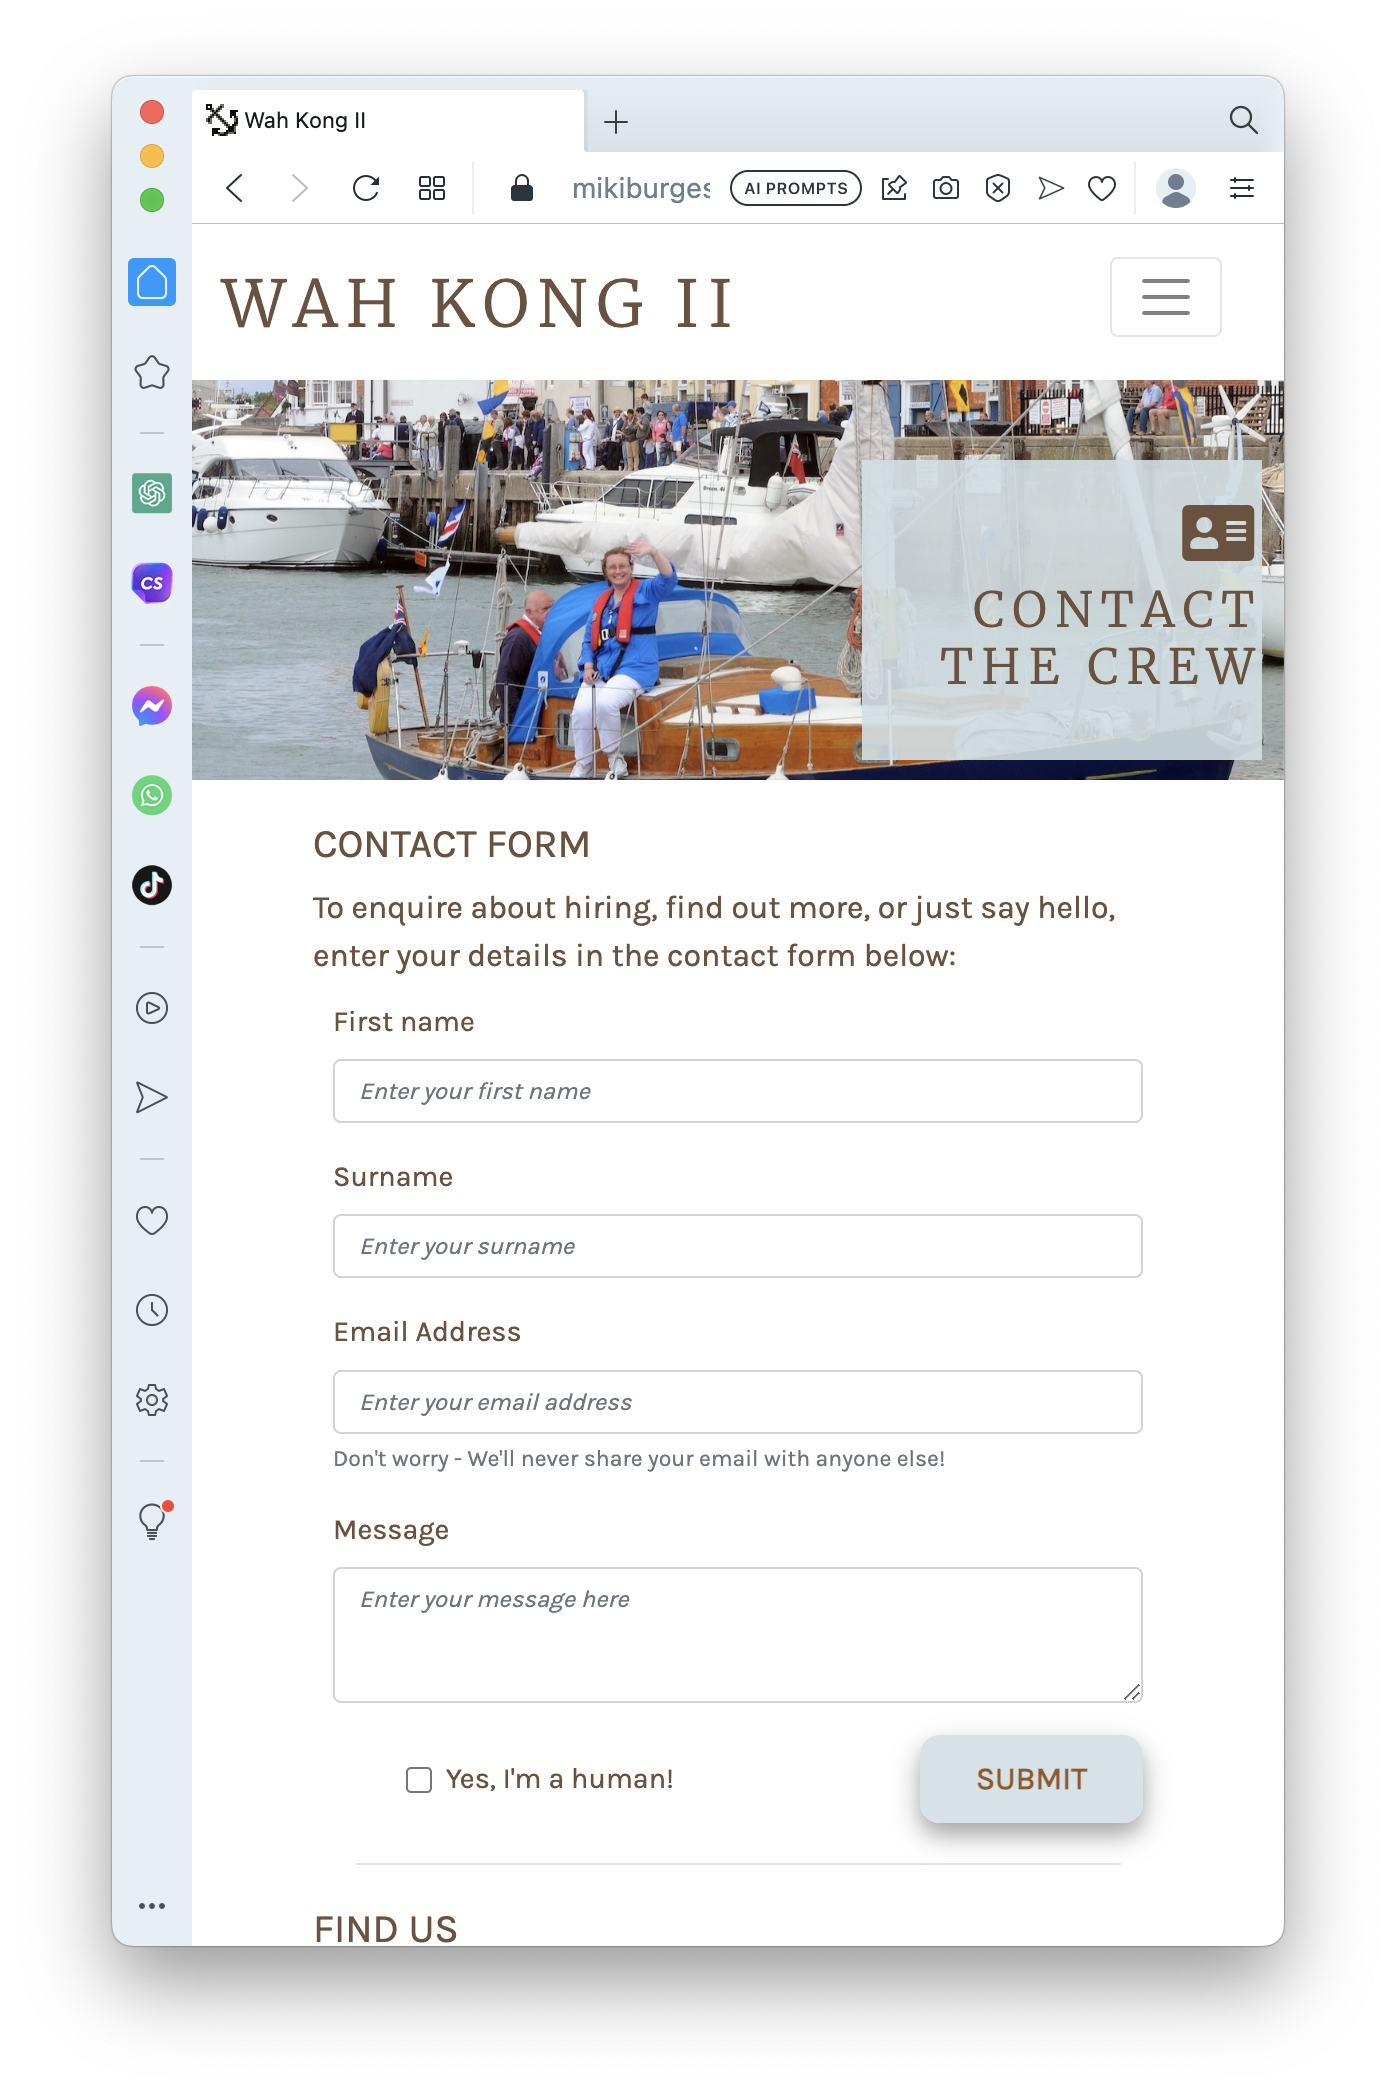 Wah Kong II
mikiburges
AI PROMPTS
CS
WAH KONG II
CONTACT
THE CREW
CONTACT FORM
To enquire about hiring, find out more, or just say hello,
enter your details in the contact form below:
First name
Enter your first name
Surname
Enter your surname
Email Address
Enter your email address
Don't worry - We'll never share your email with anyone else!
Message
Enter your message here
Yes, I'm a human!
SUBMIT
FIND US